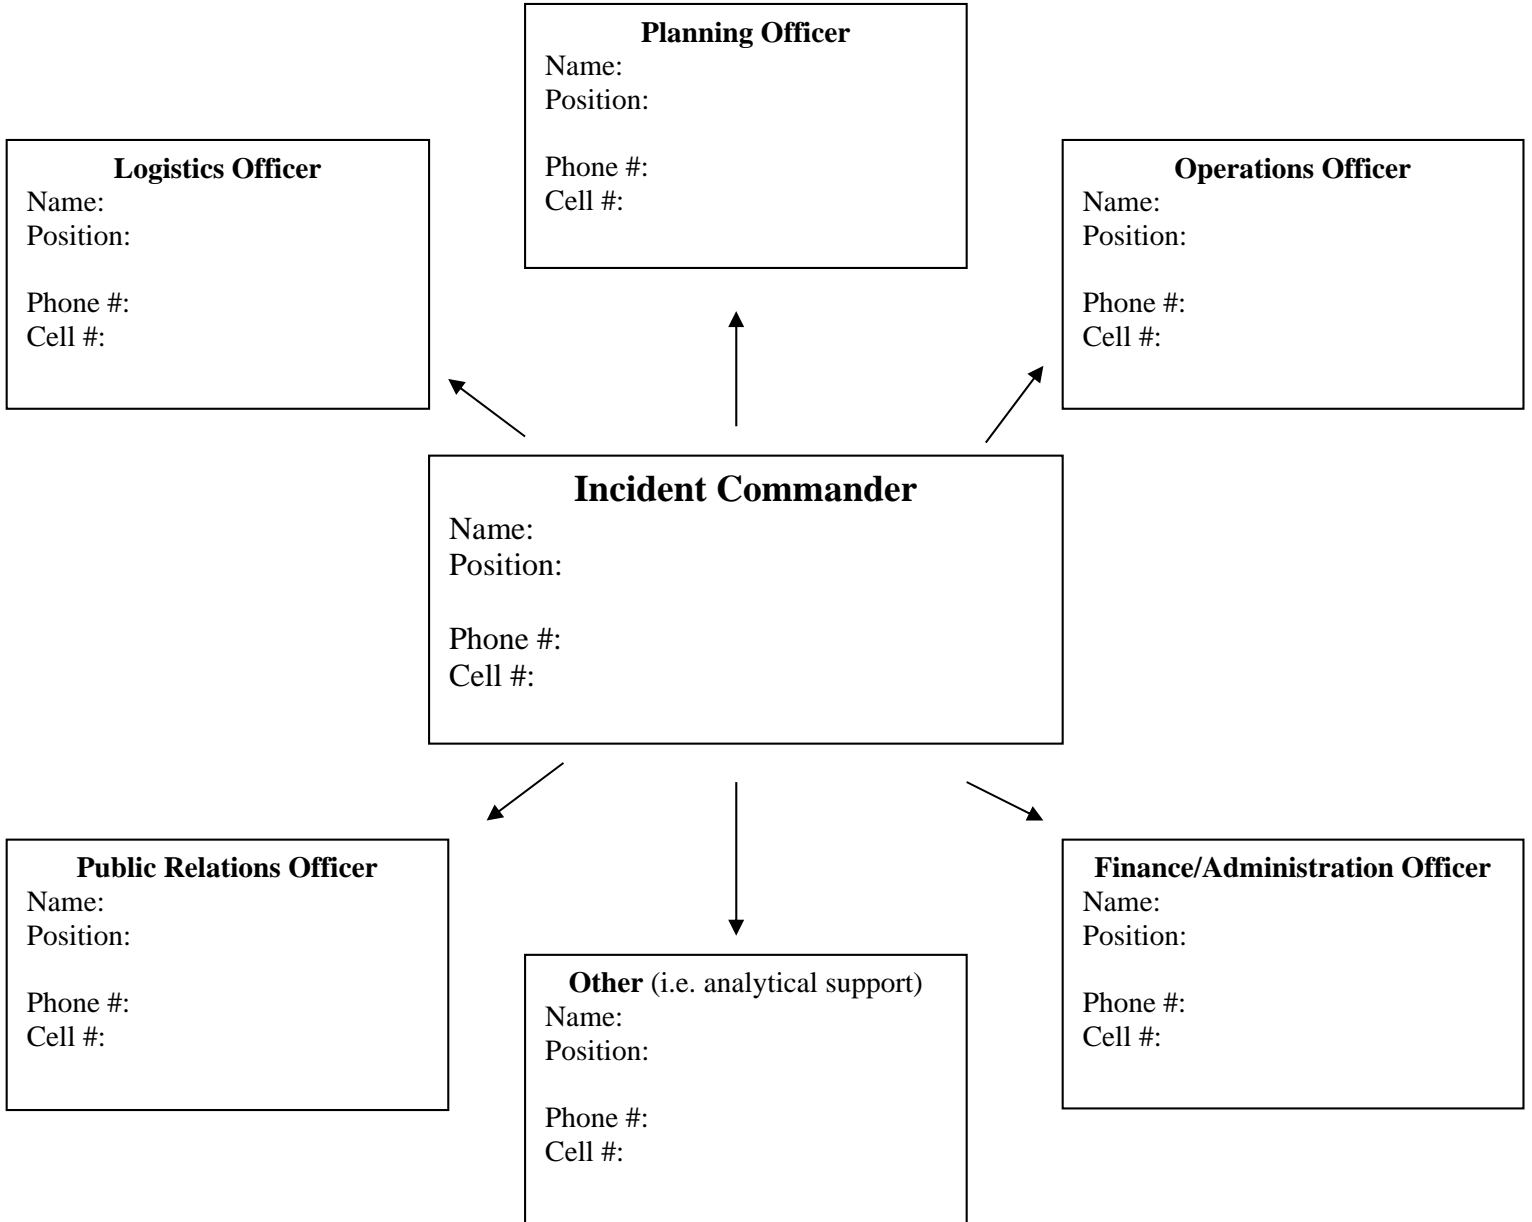 Planning Officer
Name:
Position:
Phone #:
Cell #:
Logistics Officer
Name:
Position:
Phone #:
Cell #:
Operations Officer
Name:
Position:
Phone #:
Cell #:
Incident Commander
Name:
Position:
Phone #:
Cell #:
Public Relations Officer
Name:
Position:
Phone #:
Cell #:
Other (i.e. analytical support)
Name:
Position:
Phone #:
Cell #:
Finance/Administration Officer
Name:
Position:
Phone #:
Cell #: